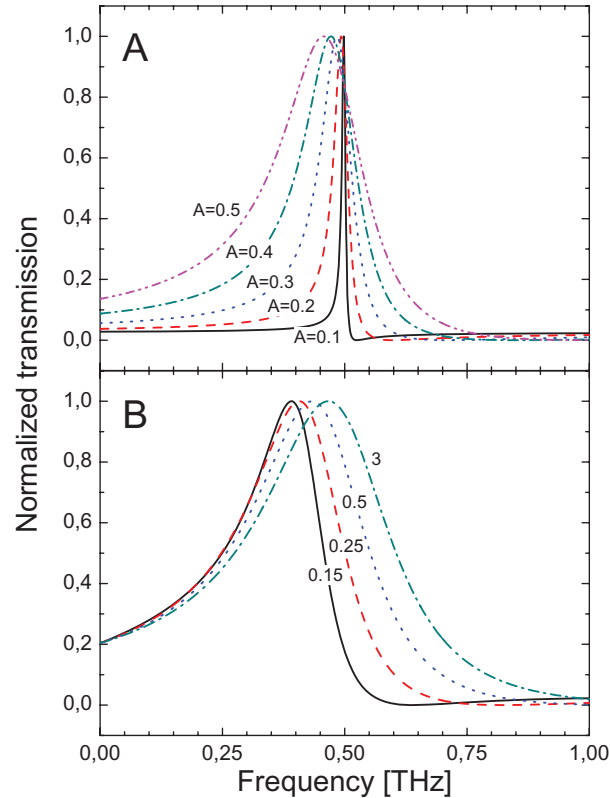 A
1,0
0,8
0,6
0,4
0,2
0,0
A=0.5
A=0.4
A=0.3
A=0.2
A=0.1
Normalized transmission
B
1,0
0,8
0,6
0,4
0,2
0,0
3
0.5
0.25
0.15
0,00 0,25 0,50 0,75 1,00
Frequency [THz]